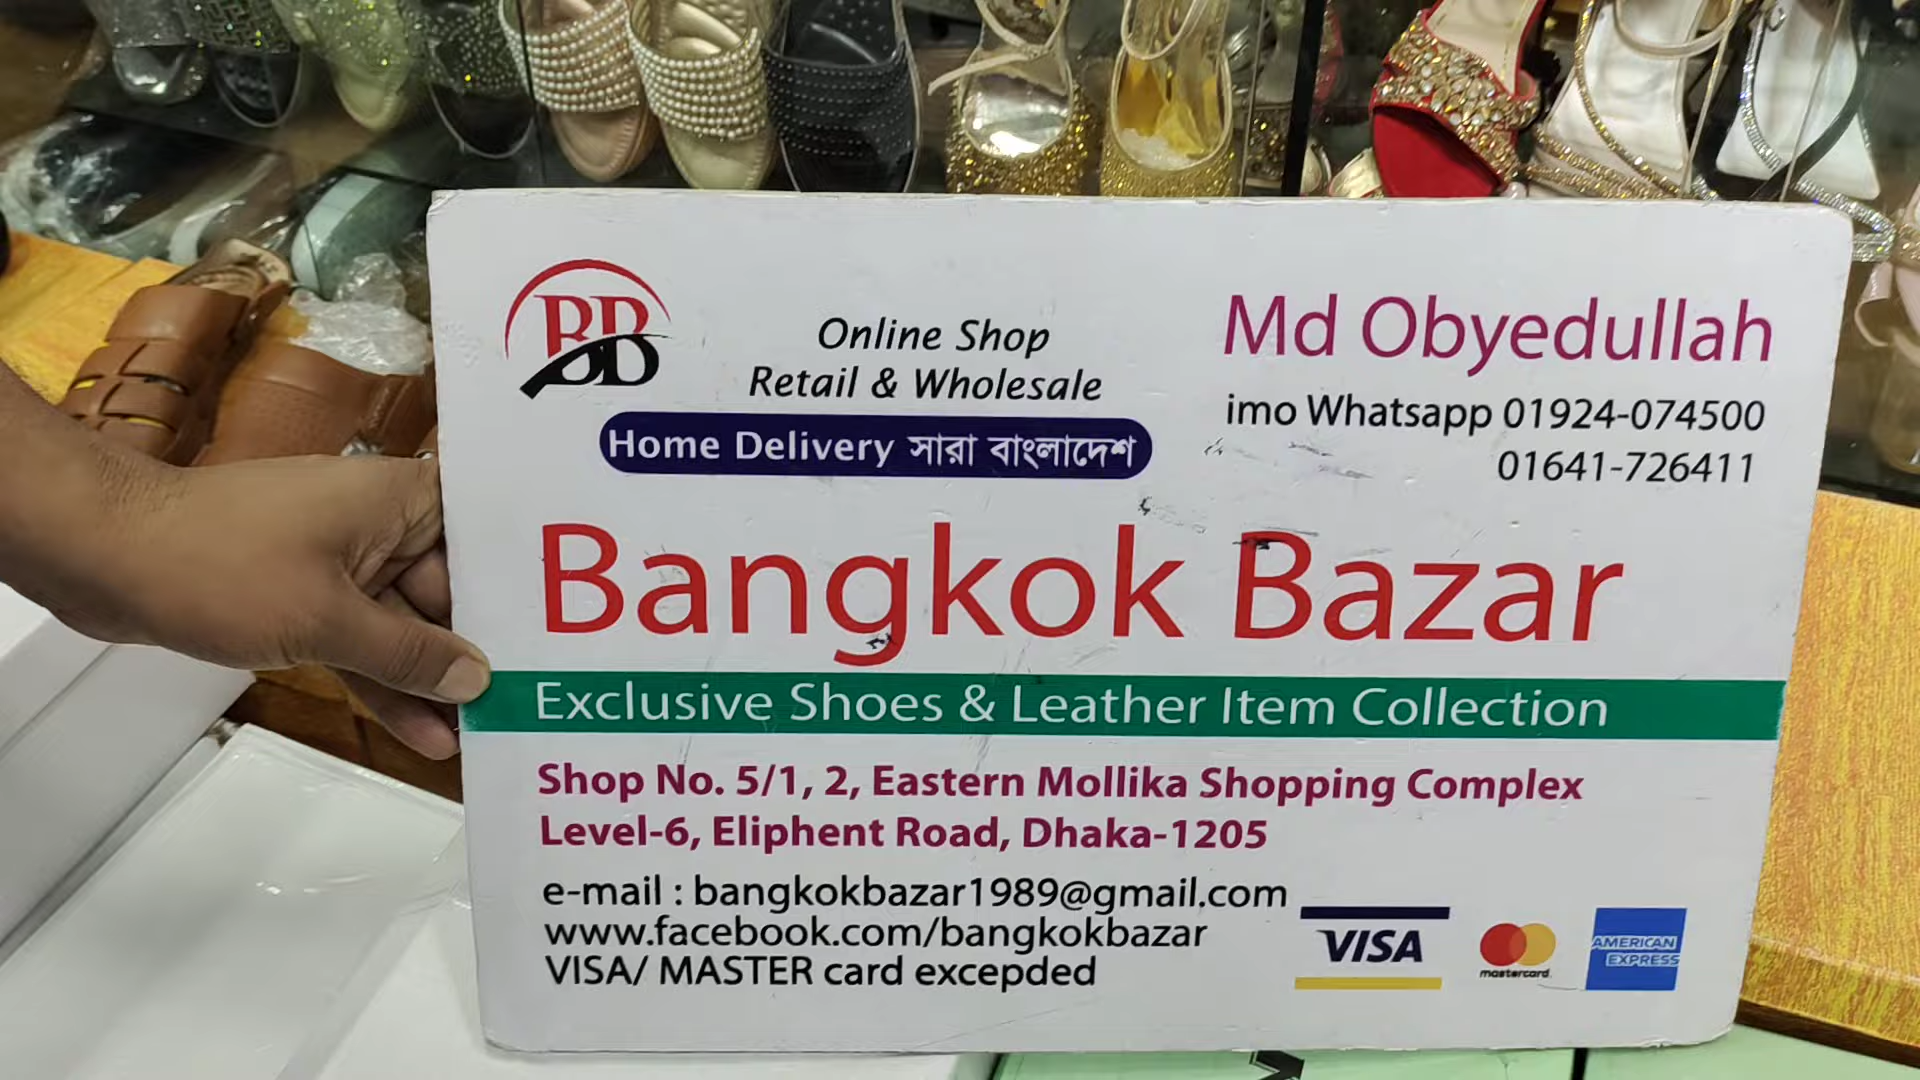 BB
Online Shop
Retail & Wholesale
Home Delivery সারা বাংলাদেশ
Md Obyedullah
imo Whatsapp 01924-074500
01641-726411
Bangkok Bazar
Exclusive Shoes & Leather Item Collection
Shop No. 5/1, 2, Eastern Mollika Shopping Complex
Level-6, Eliphent Road, Dhaka-1205
e-mail : bangkokbazar1989@gmail.com
www.facebook.com/bangkokbazar
VISA/ MASTER card excepded
VISA
mastercard.
AMERICAN
EXPRESS